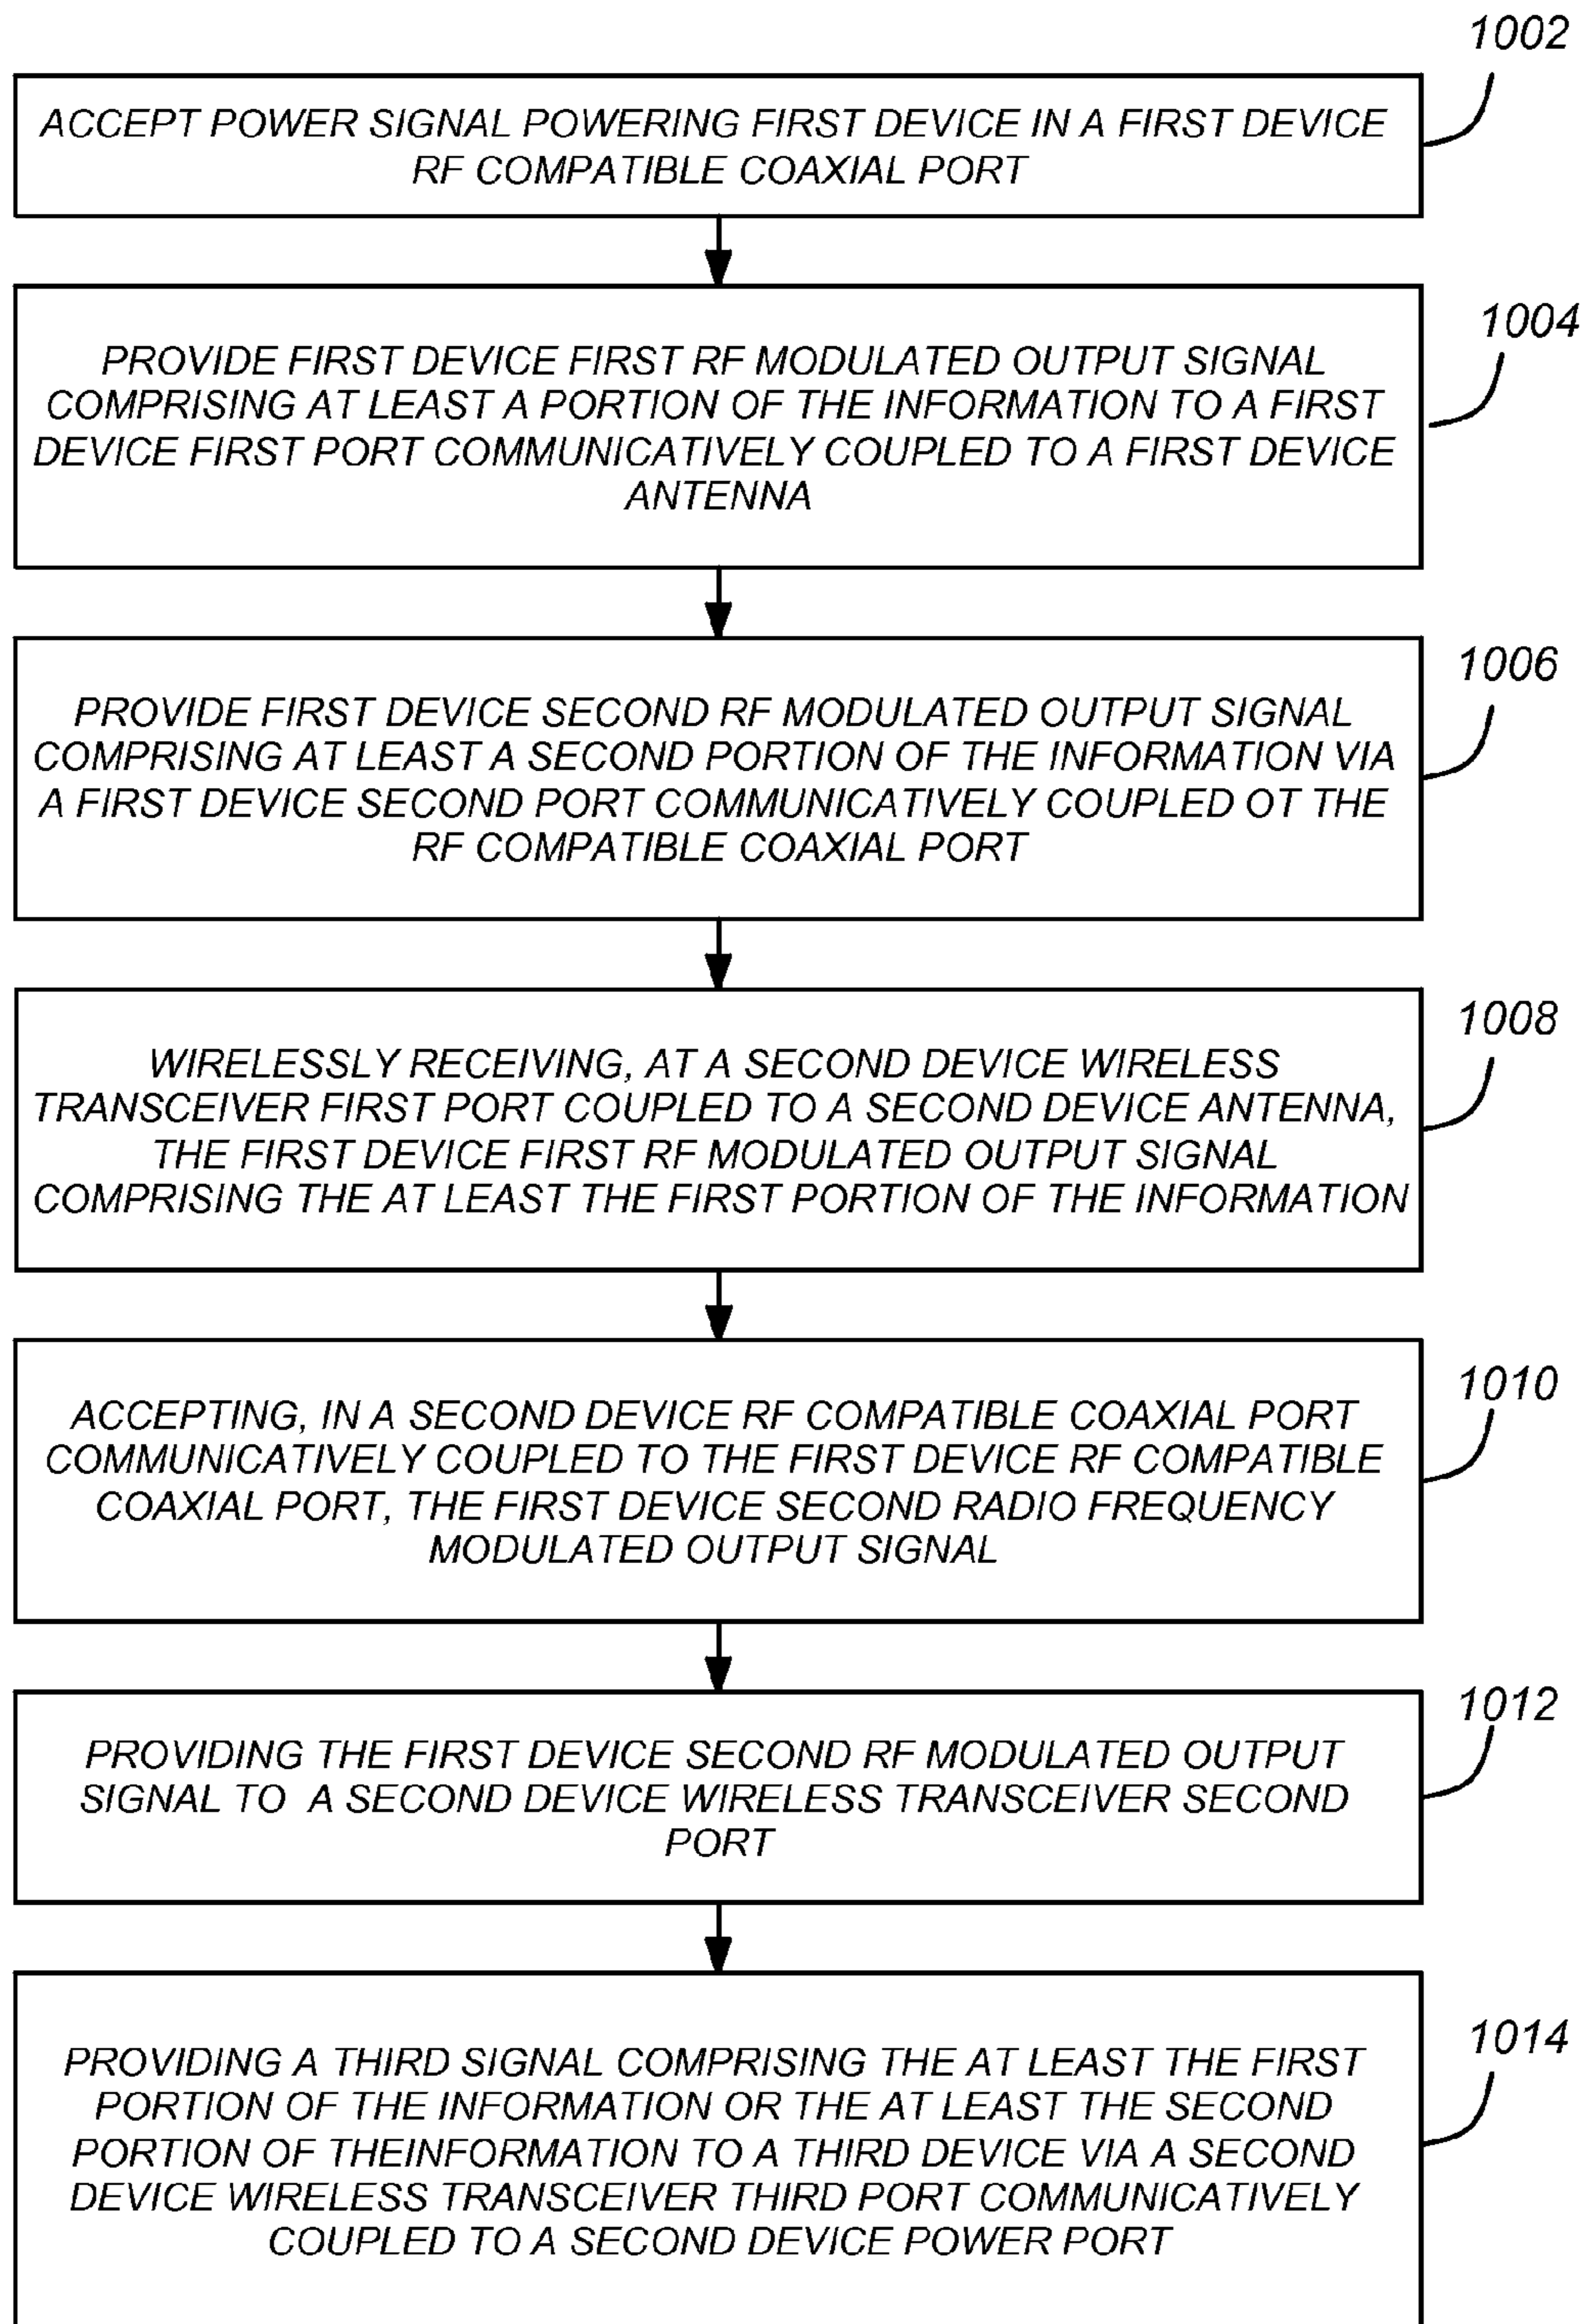 1002
ACCEPT POWER SIGNAL POWERING FIRST DEVICE IN A FIRST DEVICE
RF COMPATIBLE COAXIAL PORT
1004
PROVIDE FIRST DEVICE FIRST RF MODULATED OUTPUT SIGNAL
COMPRISING AT LEAST A PORTION OF THE INFORMATION TO A FIRST
DEVICE FIRST PORT COMMUNICATIVELY COUPLED TO A FIRST DEVICE
ANTENNA
1006
PROVIDE FIRST DEVICE SECOND RF MODULATED OUTPUT SIGNAL
COMPRISING AT LEAST A SECOND PORTION OF THE INFORMATION VIA
A FIRST DEVICE SECOND PORT COMMUNICATIVELY COUPLED OT THE
RF COMPATIBLE COAXIAL PORT
1008
WIRELESSLY RECEIVING, AT A SECOND DEVICE WIRELESS
TRANSCEIVER FIRST PORT COUPLED TO A SECOND DEVICE ANTENNA,
THE FIRST DEVICE FIRST RF MODULATED OUTPUT SIGNAL
COMPRISING THE AT LEAST THE FIRST PORTION OF THE INFORMATION
1010
ACCEPTING, IN A SECOND DEVICE RF COMPATIBLE COAXIAL PORT
COMMUNICATIVELY COUPLED TO THE FIRST DEVICE RF COMPATIBLE
COAXIAL PORT, THE FIRST DEVICE SECOND RADIO FREQUENCY
MODULATED OUTPUT SIGNAL
1012
PROVIDING THE FIRST DEVICE SECOND RF MODULATED OUTPUT
SIGNAL TO A SECOND DEVICE WIRELESS TRANSCEIVER SECOND
PORT
1014
PROVIDING A THIRD SIGNAL COMPRISING THE AT LEAST THE FIRST
PORTION OF THE INFORMATION OR THE AT LEAST THE SECOND
PORTION OF THEINFORMATION TO A THIRD DEVICE VIA A SECOND
DEVICE WIRELESS TRANSCEIVER THIRD PORT COMMUNICATIVELY
COUPLED TO A SECOND DEVICE POWER PORT